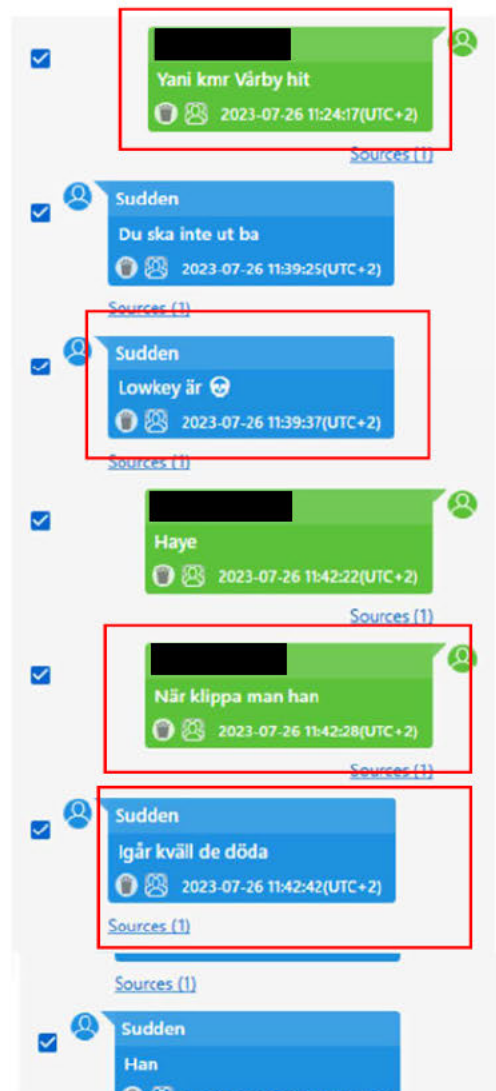 Yani kmr Vårby hit
2023-07-26 11:24:17(UTC+2)
Sources (1)
Sudden
Du ska inte ut ba
2023-07-26 11:39:25(UTC+2)
Sources (1)
Sudden
Lowkey är 💀
2023-07-26 11:39:37(UTC+2)
Sources (1)
Haye
2023-07-26 11:42:22(UTC+2)
Sources (1)
När klippa man han
2023-07-26 11:42:28(UTC+2)
Sources (1)
Sudden
Igår kväll de döda
2023-07-26 11:42:42(UTC+2)
Sources (1)
Sources (1)
Sudden
Han